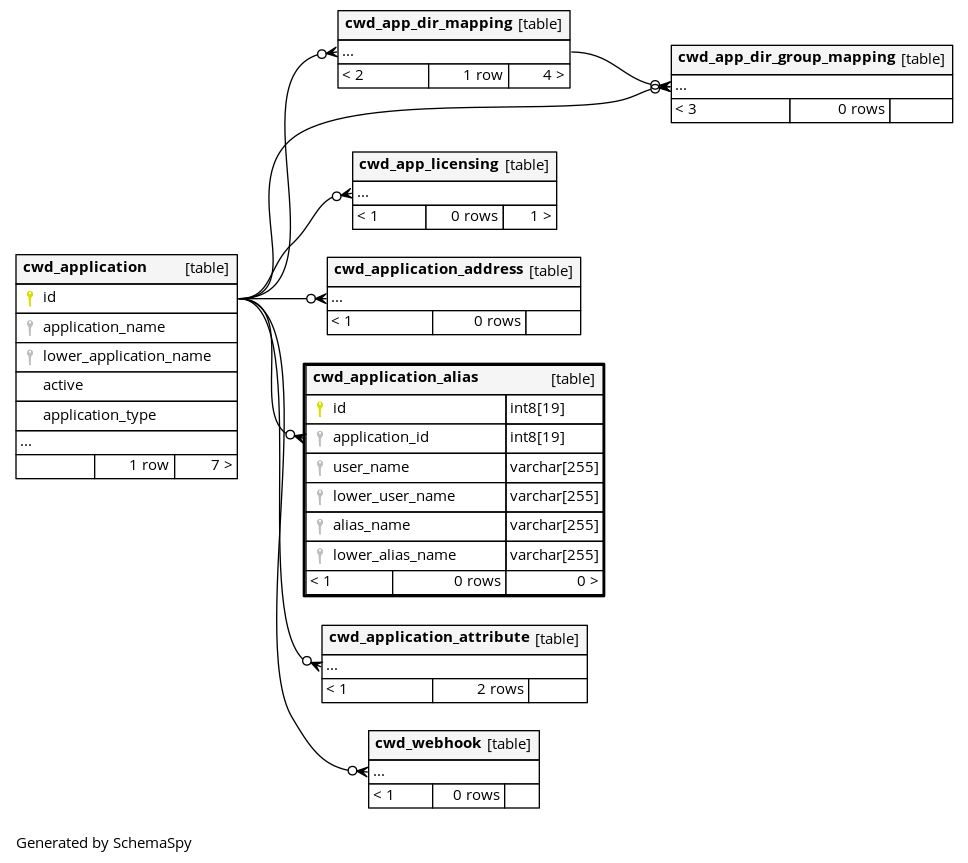 cwd_app_dir_mapping [table]
...
< 2 1 row 4 >
cwd_app_dir_group_mapping [table]
...
< 3 0 rows
cwd_app_licensing [table]
...
< 1 0 rows 1 >
cwd_application [table]
id
application_name
lower_application_name
active
application_type
...
1 row 7 >
cwd_application_address [table]
...
< 1 0 rows
cwd_application_alias [table]
id int8[19]
application_id int8[19]
user_name varchar[255]
lower_user_name varchar[255]
alias_name varchar[255]
lower_alias_name varchar[255]
< 1 0 rows 0 >
cwd_application_attribute [table]
...
< 1 2 rows
cwd_webhook [table]
...
< 1 0 rows
Generated by SchemaSpy